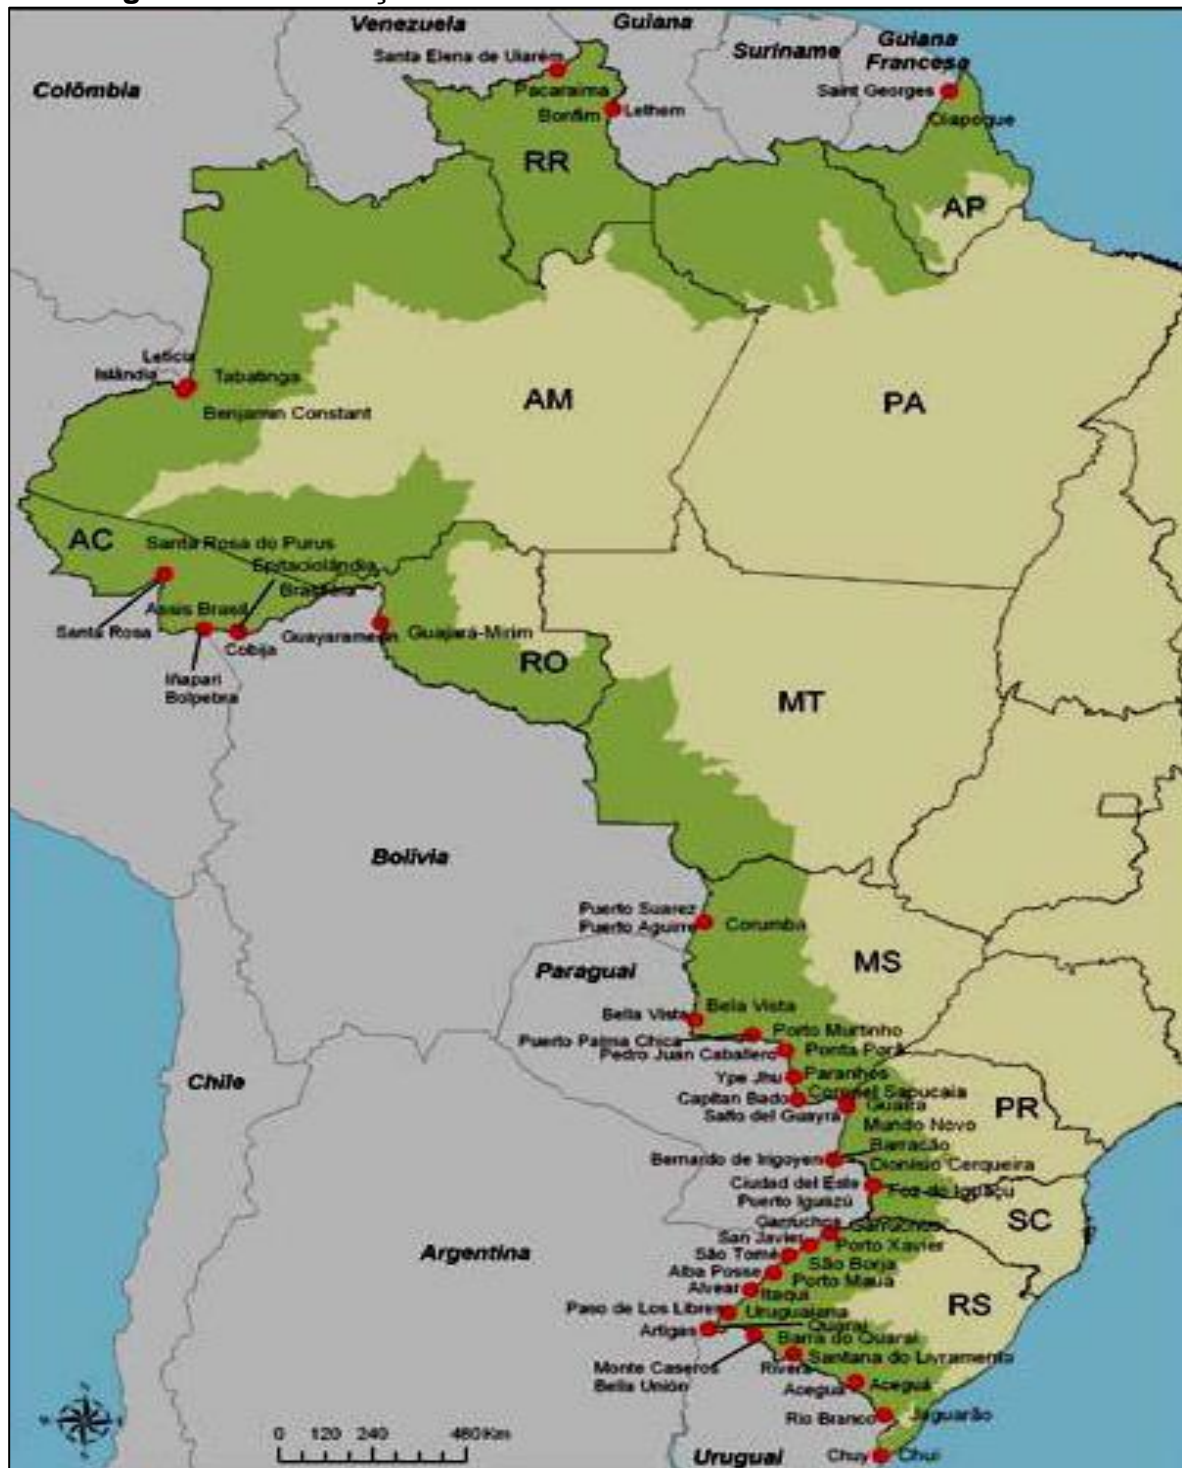 Venezuela
Guiana
Suriname
Guiana
Francesa
Colômbia
Santa Elena de Uiarém
Pacaraima
Bonfim
Lethem
Saint Georges
Oiapoque
RR
AP
Letícia
Islândia
Tabatinga
Benjamin Constant
AM
PA
AC
Santa Rosa do Purus
Epitaciolândia
Brasiléia
Assis Brasil
Santa Rosa
Cobija
Guayaramerin
Guajará-Mirim
Iñapari
Bolpebra
RO
MT
Bolívia
Puerto Suarez
Puerto Aguirre
Corumba
Paraguai
MS
Bella Vista
Bela Vista
Puerto Palma Chica
Porto Murtinho
Pedro Juan Caballero
Ponta Porã
Chile
Ype Jhu
Paranhos
Capitan Bado
Coronel Sapucaia
Salto del Guayrá
Guaíra
Mundo Novo
PR
Barracão
Bernardo de Irigoyen
Dionísio Cerqueira
Ciudad del Este
Foz do Iguaçu
Puerto Iguazú
SC
Garruchos
Garruchos
San Javier
Porto Xavier
Argentina
São Tomé
São Borja
Alba Posse
Porto Mauá
Alvear
Itaqui
RS
Paso de Los Libres
Uruguaiana
Quaraí
Artigas
Barra do Quaraí
Monte Caseros
Bella Unión
Santana do Livramento
Rivera
Aceguá
Aceguá
Rio Branco
Jaguarão
0 120 240 480 Km
Uruguai
Chuy
Chuí